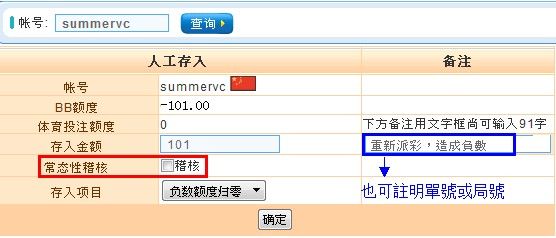 帐号: summervc 查询
人工存入 备注
帐号 summervc
BB额度 -101.00
体育投注额度 0 下方备注用文字框尚可输入91字
存入金额 101 重新派彩，造成負數
常态性稽核 稽核
存入项目 负数额度归零 也可註明單號或局號
确定